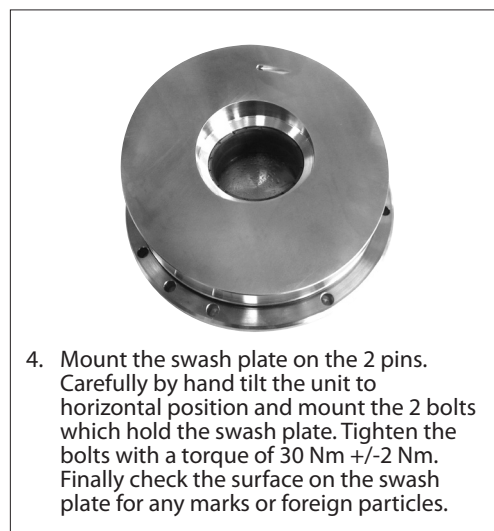 4. Mount the swash plate on the 2 pins.
Carefully by hand tilt the unit to
horizontal position and mount the 2 bolts
which hold the swash plate. Tighten the
bolts with a torque of 30 Nm +/-2 Nm.
Finally check the surface on the swash
plate for any marks or foreign particles.